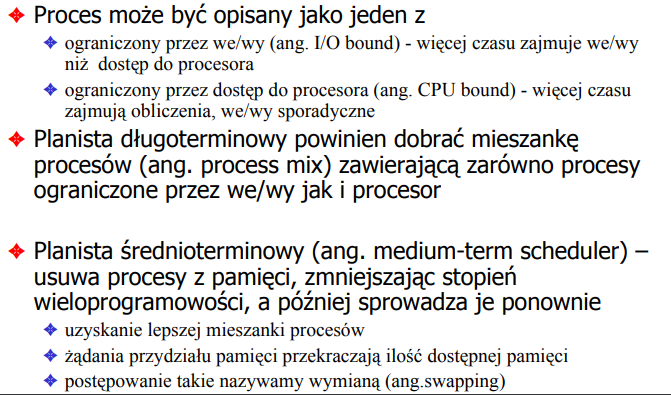 Proces może być opisany jako jeden z
ograniczony przez we/wy (ang. I/O bound) - więcej czasu zajmuje we/wy
niż dostęp do procesora
ograniczony przez dostęp do procesora (ang. CPU bound) - więcej czasu
zajmują obliczenia, we/wy sporadyczne
Planista długoterminowy powinien dobrać mieszankę
procesów (ang. process mix) zawierającą zarówno procesy
ograniczone przez we/wy jak i procesor
Planista średnioterminowy (ang. medium-term scheduler) –
usuwa procesy z pamięci, zmniejszając stopień
wieloprogramowości, a później sprowadza je ponownie
uzyskanie lepszej mieszanki procesów
żądania przydziału pamięci przekraczają ilość dostępnej pamięci
postępowanie takie nazywamy wymianą (ang.swapping)